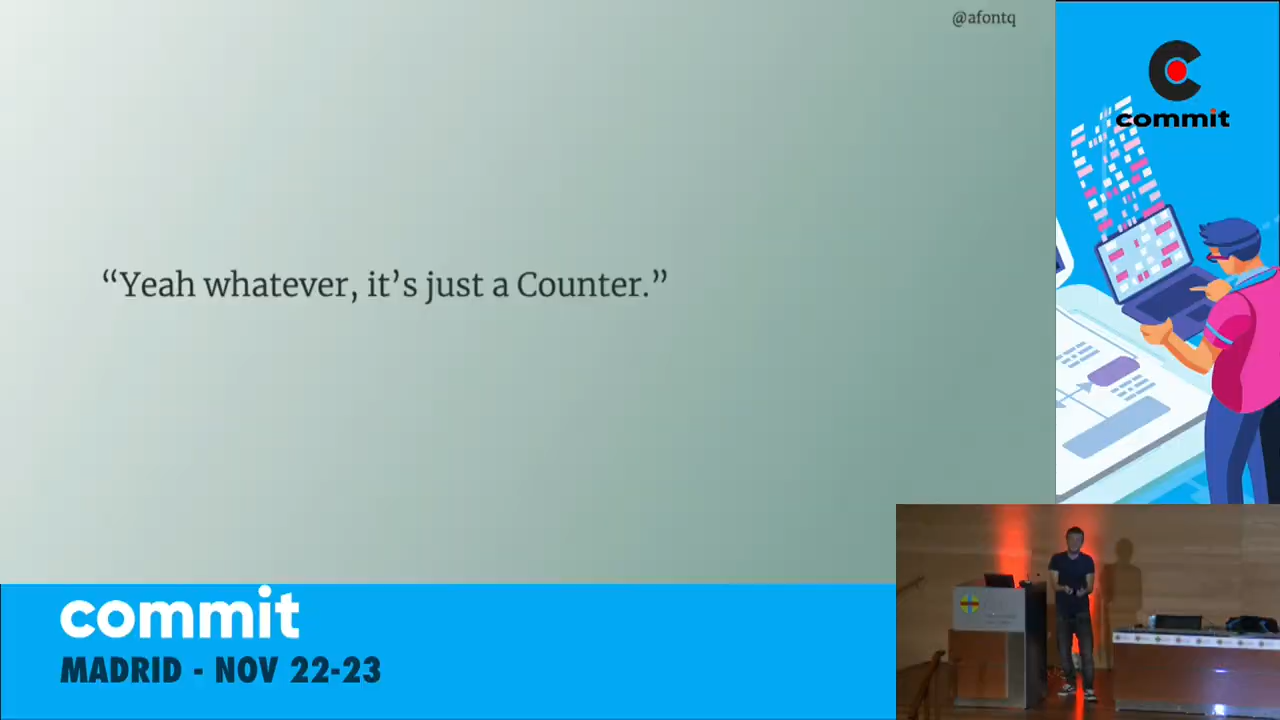 @afontq
“Yeah whatever, it’s just a Counter.”
commit
commit
MADRID - NOV 22-23